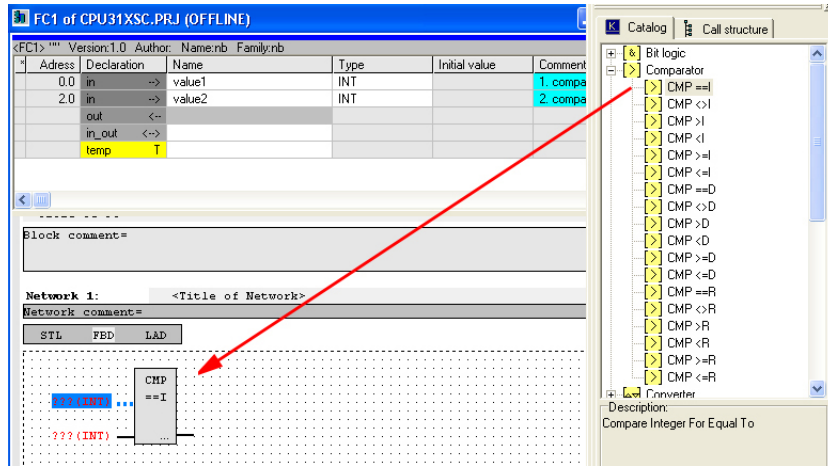 FC1 of CPU31XSC.PRJ (OFFLINE)
<FC1> "" Version:1.0 Author: Name:nb Family:nb
* Adress Declaration Name Type Initial value Comment
0.0 in --> value1 INT 1. compa
2.0 in --> value2 INT 2. compa
out <--
in_out <-->
temp T
Block comment=
Network 1: <Title of Network>
Network comment=
STL FBD LAD
CMP
==I
???(INT)
???(INT) ...
Catalog Call structure
Bit logic
Comparator
CMP ==I
CMP <>I
CMP >I
CMP <I
CMP >=I
CMP <=I
CMP ==D
CMP <>D
CMP >D
CMP <D
CMP >=D
CMP <=D
CMP ==R
CMP <>R
CMP >R
CMP <R
CMP >=R
CMP <=R
Converter
Description:
Compare Integer For Equal To